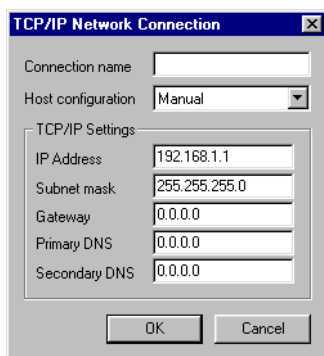 TCP/IP Network Connection
Connection name
Host configuration Manual
TCP/IP Settings
IP Address 192.168.1.1
Subnet mask 255.255.255.0
Gateway 0.0.0.0
Primary DNS 0.0.0.0
Secondary DNS 0.0.0.0
OK Cancel